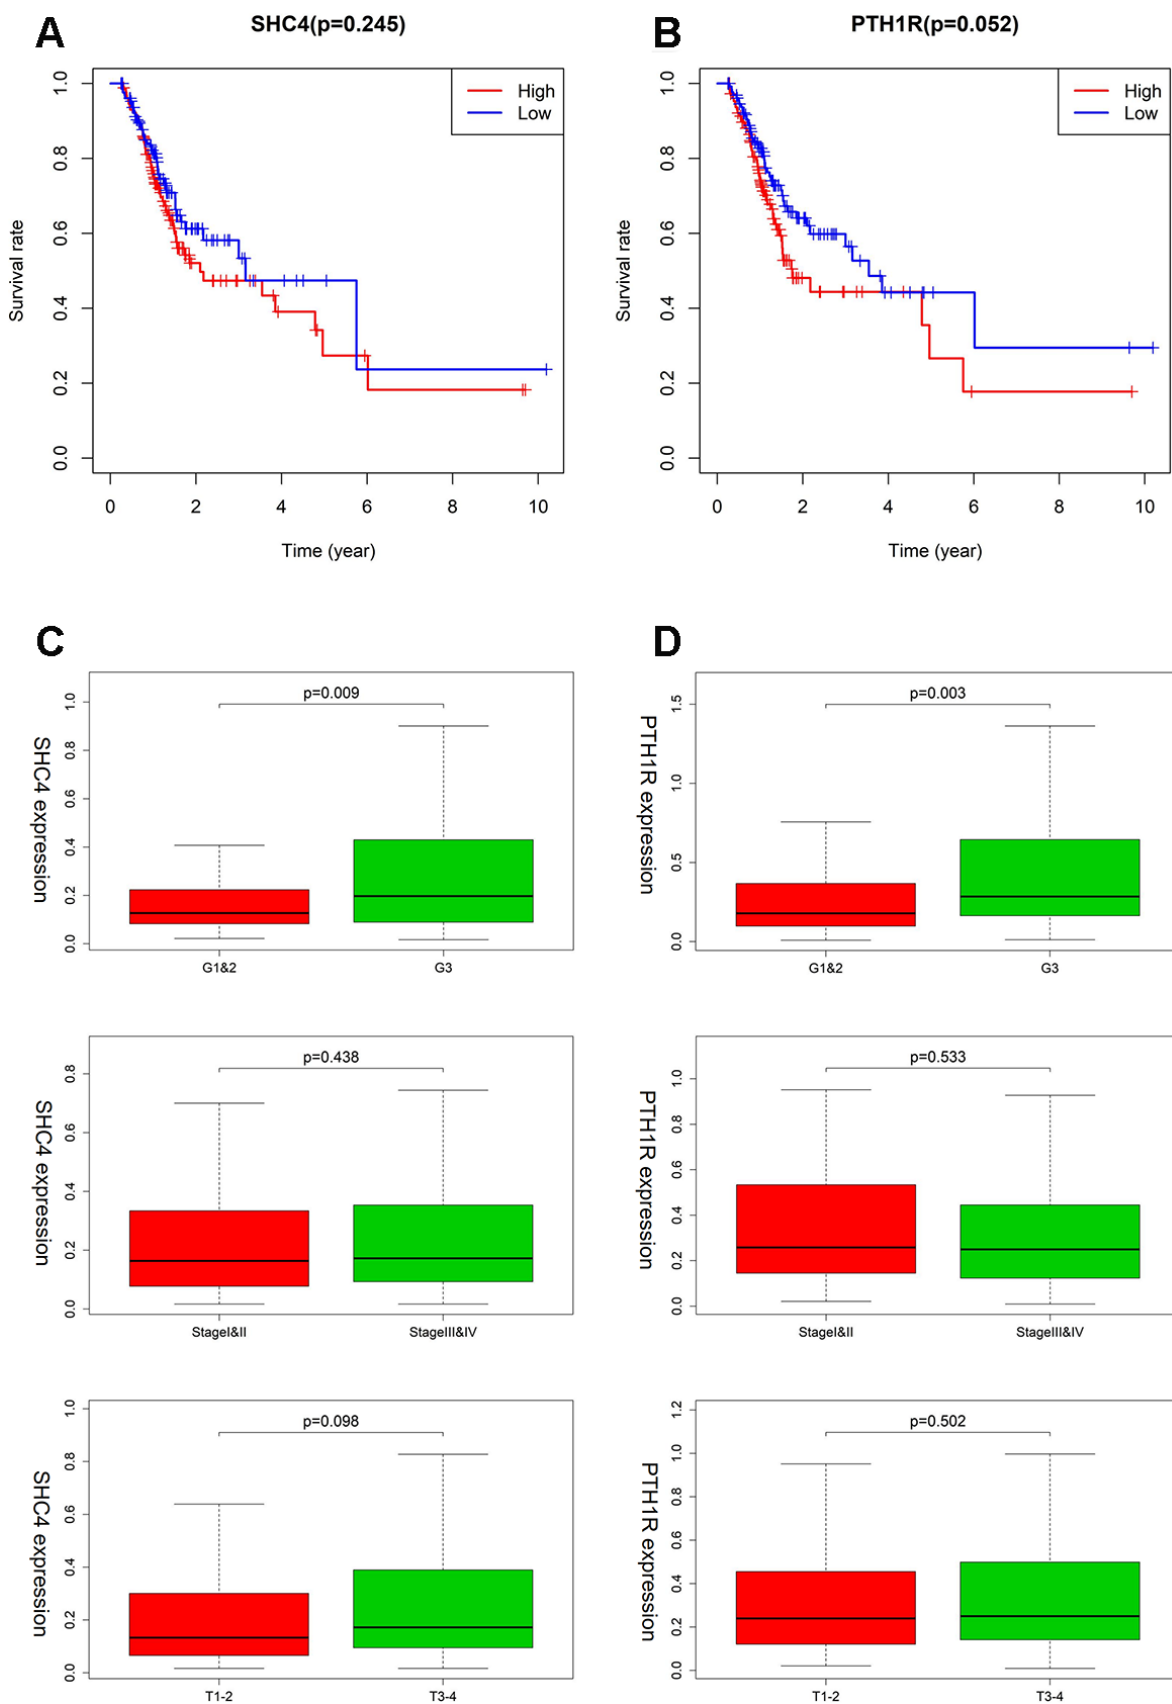 A
SHC4(p=0.245)
High
Low
Survival rate
0.0 0.2 0.4 0.6 0.8 1.0
0 2 4 6 8 10
Time (year)
B
PTH1R(p=0.052)
High
Low
Survival rate
0.0 0.2 0.4 0.6 0.8 1.0
0 2 4 6 8 10
Time (year)
C
p=0.009
SHC4 expression
0.0 0.2 0.4 0.6 0.8 1.0
G1&2 G3
p=0.438
SHC4 expression
0.0 0.2 0.4 0.6 0.8
StageI&II StageIII&IV
p=0.098
SHC4 expression
0.0 0.2 0.4 0.6 0.8 1.0
T1-2 T3-4
D
p=0.003
PTH1R expression
0.0 0.5 1.0 1.5
G1&2 G3
p=0.533
PTH1R expression
0.0 0.2 0.4 0.6 0.8 1.0
StageI&II StageIII&IV
p=0.502
PTH1R expression
0.0 0.2 0.4 0.6 0.8 1.0 1.2
T1-2 T3-4